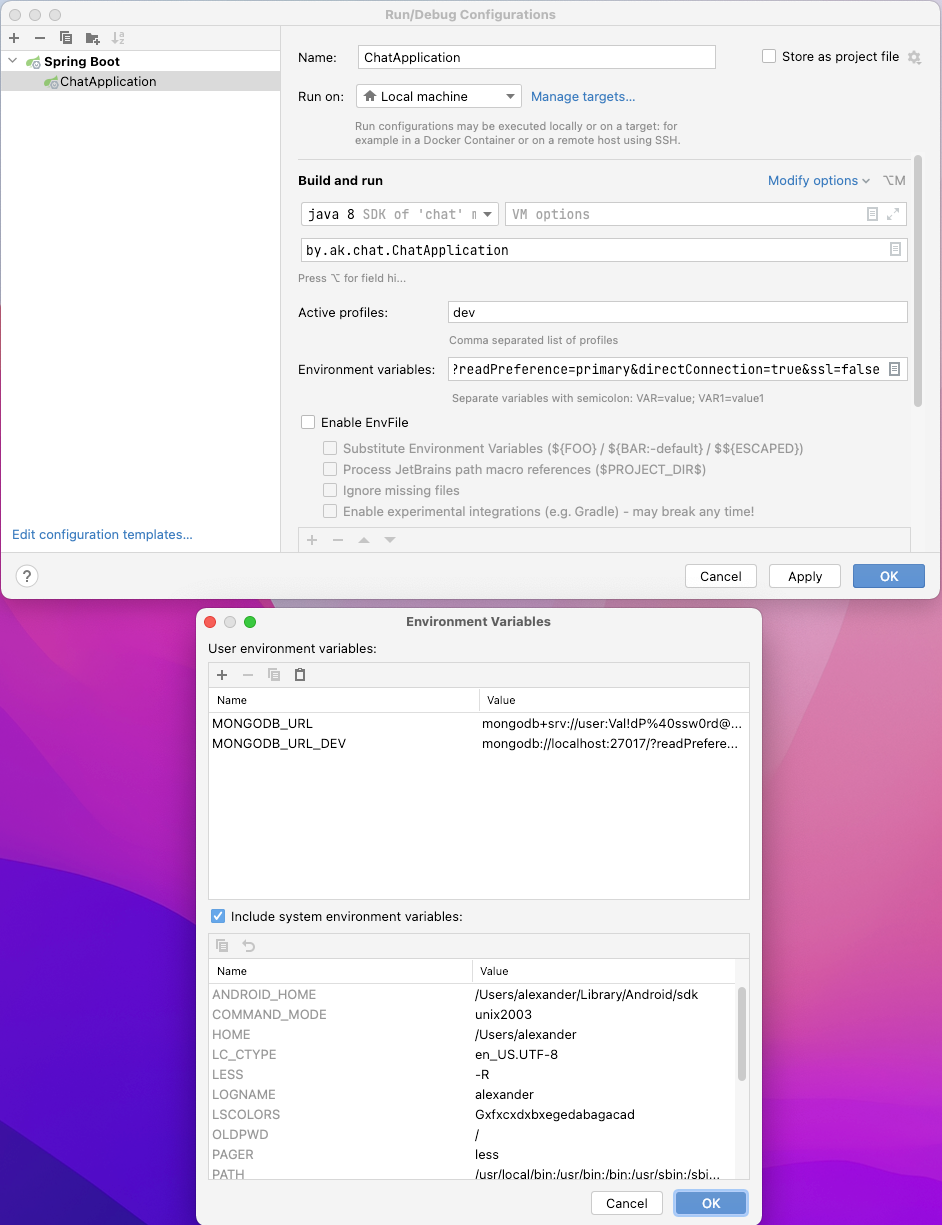 Run/Debug Configurations
Spring Boot
ChatApplication
Edit configuration templates...
Name: ChatApplication Store as project file
Run on: Local machine Manage targets...
Run configurations may be executed locally or on a target: for
example in a Docker Container or on a remote host using SSH.
Build and run Modify options ⌥M
java 8 SDK of 'chat' m VM options
by.ak.chat.ChatApplication
Press ⌥ for field hi...
Active profiles: dev
Comma separated list of profiles
Environment variables: ?readPreference=primary&directConnection=true&ssl=false
Separate variables with semicolon: VAR=value; VAR1=value1
Enable EnvFile
Substitute Environment Variables (${FOO} / ${BAR:-default} / $${ESCAPED})
Process JetBrains path macro references ($PROJECT_DIR$)
Ignore missing files
Enable experimental integrations (e.g. Gradle) - may break any time!
? Cancel Apply OK
Environment Variables
User environment variables:
Name Value
MONGODB_URL mongodb+srv://user:Val!dP%40ssw0rd@...
MONGODB_URL_DEV mongodb://localhost:27017/?readPrefere...
Include system environment variables:
Name Value
ANDROID_HOME /Users/alexander/Library/Android/sdk
COMMAND_MODE unix2003
HOME /Users/alexander
LC_CTYPE en_US.UTF-8
LESS -R
LOGNAME alexander
LSCOLORS Gxfxcxdxbxegedabagacad
OLDPWD /
PAGER less
PATH /usr/local/bin:/usr/bin:/bin:/usr/sbin:/sbi...
Cancel OK